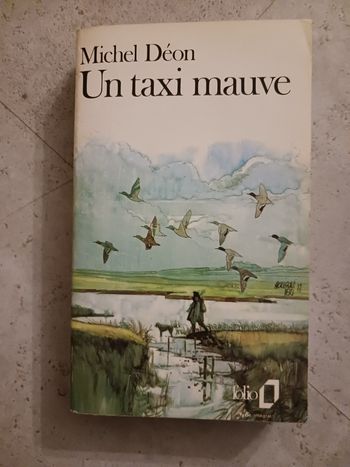 Michel Déon
Un taxi mauve
folio